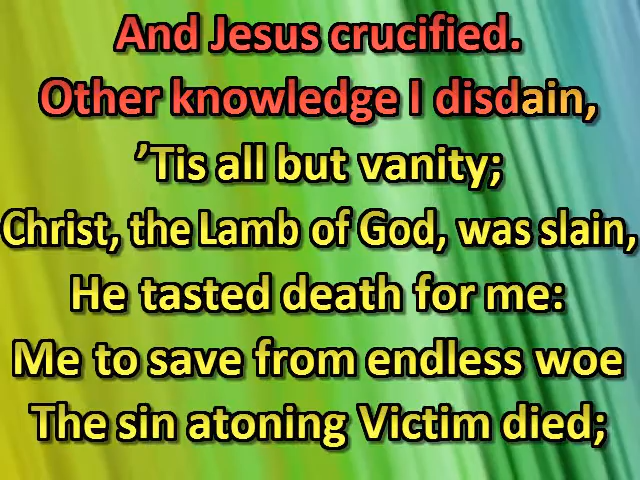 And Jesus crucified.
Other knowledge I disdain,
’Tis all but vanity;
Christ, the Lamb of God, was slain,
He tasted death for me:
Me to save from endless woe
The sin atoning Victim died;